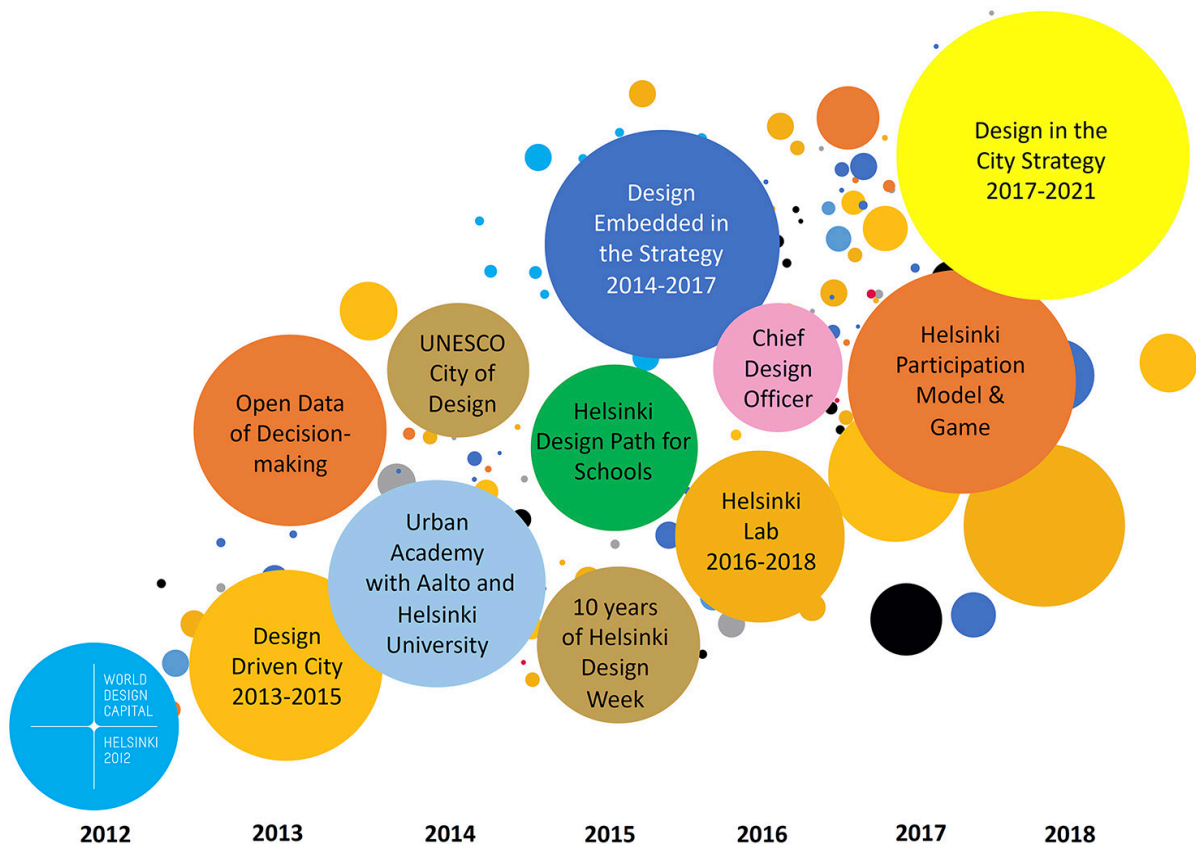 Design in the
City Strategy
2017-2021
Design
Embedded in
the Strategy
2014-2017
UNESCO
City of
Design
Chief
Design
Officer
Helsinki
Participation
Model &
Game
Open Data
of Decision-
making
Helsinki
Design Path for
Schools
Urban
Academy
with Aalto and
Helsinki
University
Helsinki
Lab
2016-2018
Design
Driven City
2013-2015
10 years
of Helsinki
Design
Week
WORLD
DESIGN
CAPITAL
HELSINKI
2012
2012 2013 2014 2015 2016 2017 2018